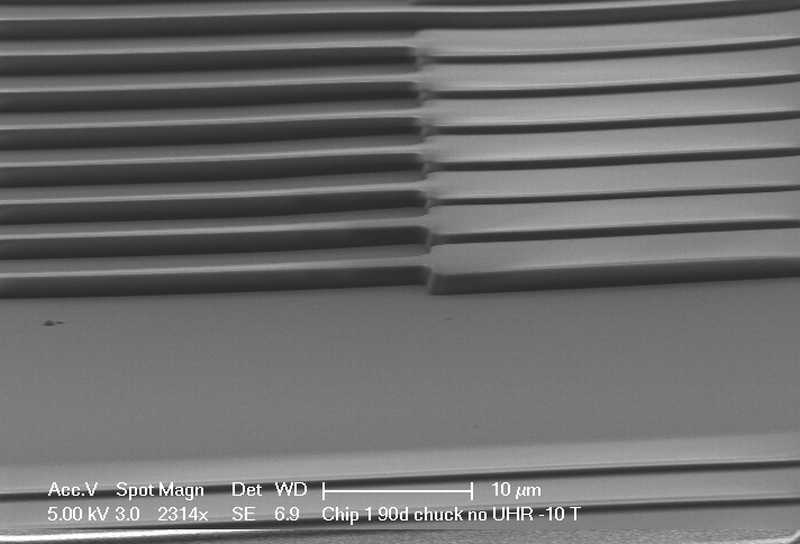 Acc.V Spot Magn Det WD 10 µm
5.00 kV 3.0 2314x SE 6.9 Chip 1 90d chuck no UHR -10 T